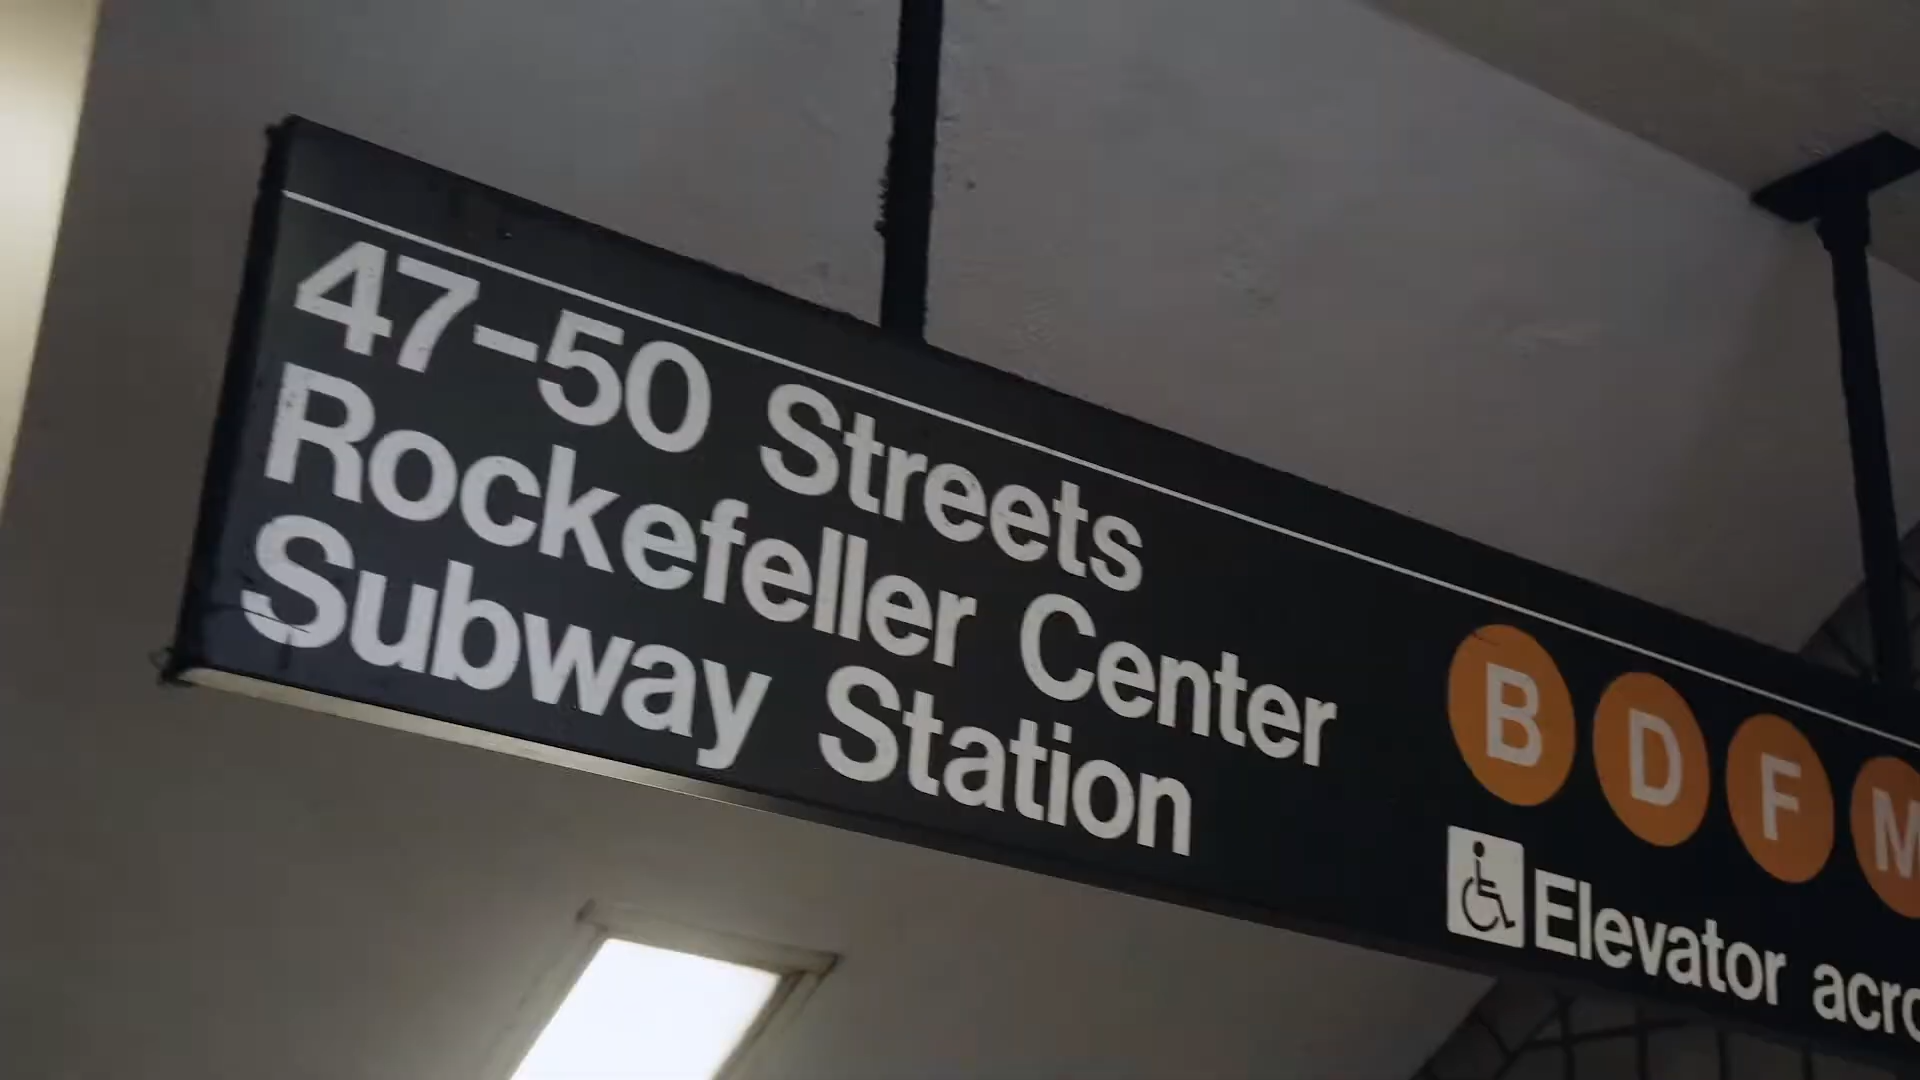 47-50 Streets
Rockefeller Center
Subway Station
B D F M
Elevator